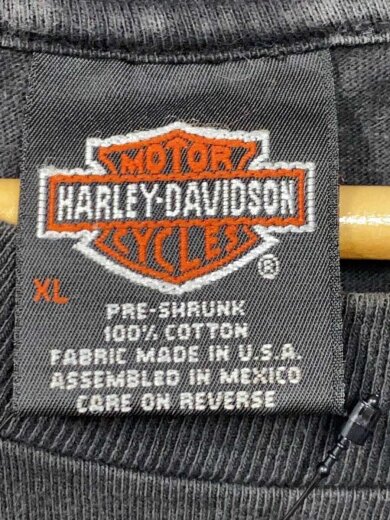 MOTOR
HARLEY-DAVIDSON
CYCLES
®
XL
PRE-SHRUNK
100% COTTON
FABRIC MADE IN U.S.A.
ASSEMBLED IN MEXICO
CARE ON REVERSE